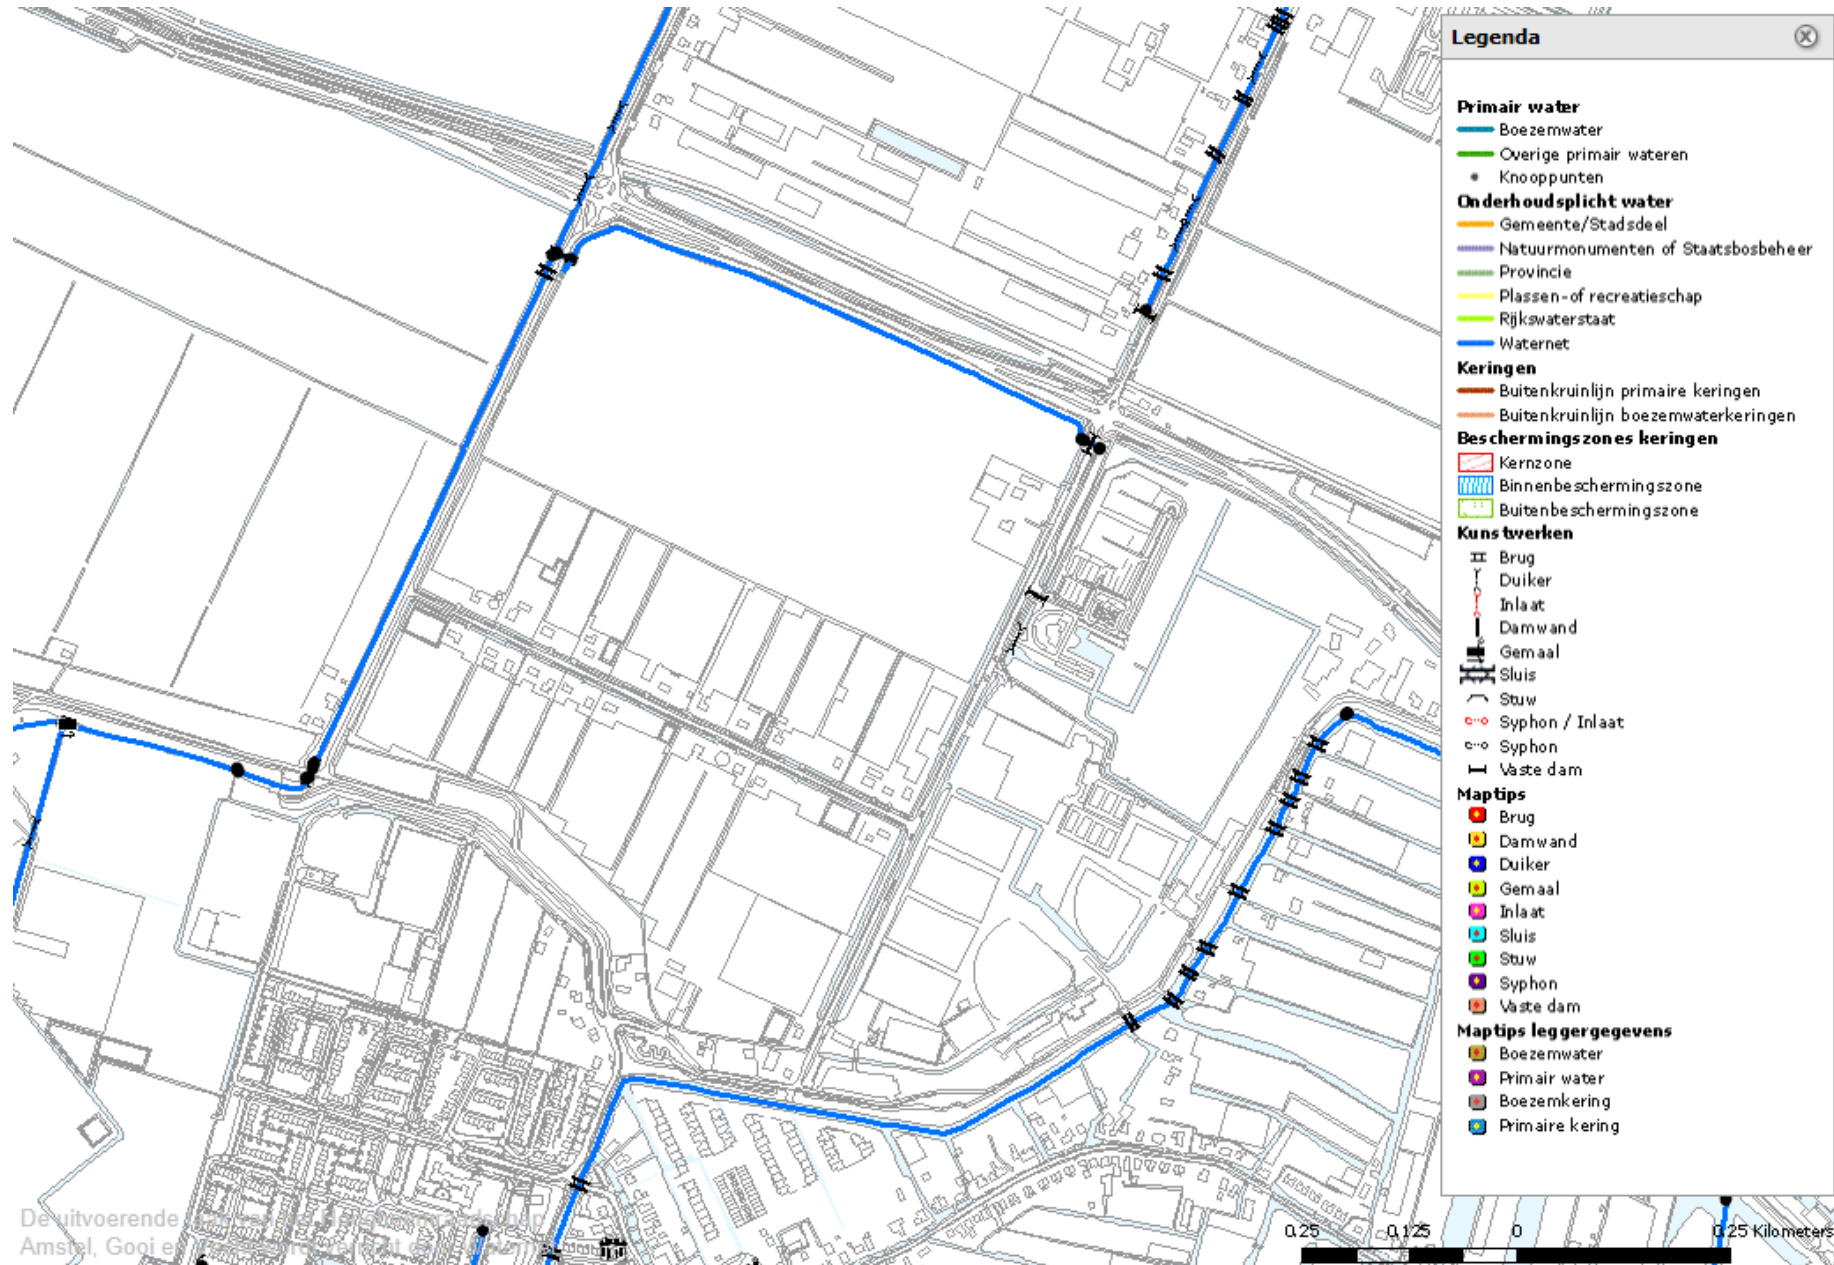 Legenda
Primair water
Boezemwater
Overige primair wateren
Knooppunten
Onderhoudsplicht water
Gemeente/Stadsdeel
Natuurmonumenten of Staatsbosbeheer
Provincie
Plassen-of recreatieschap
Rijkswaterstaat
Waternet
Keringen
Buitenkruinlijn primaire keringen
Buitenkruinlijn boezemwaterkeringen
Beschermingszones keringen
Kernzone
Binnenbeschermingszone
Buitenbeschermingszone
Kunstwerken
Brug
Duiker
Inlaat
Damwand
Gemaal
Sluis
Stuw
Syphon / Inlaat
Syphon
Vaste dam
Maptips
Brug
Damwand
Duiker
Gemaal
Inlaat
Sluis
Stuw
Syphon
Vaste dam
Maptips leggergegevens
Boezemwater
Primair water
Boezemkering
Primaire kering
De uitvoerende
Amstel, Gooi en
0.25 0.125 0 0.25 Kilometers